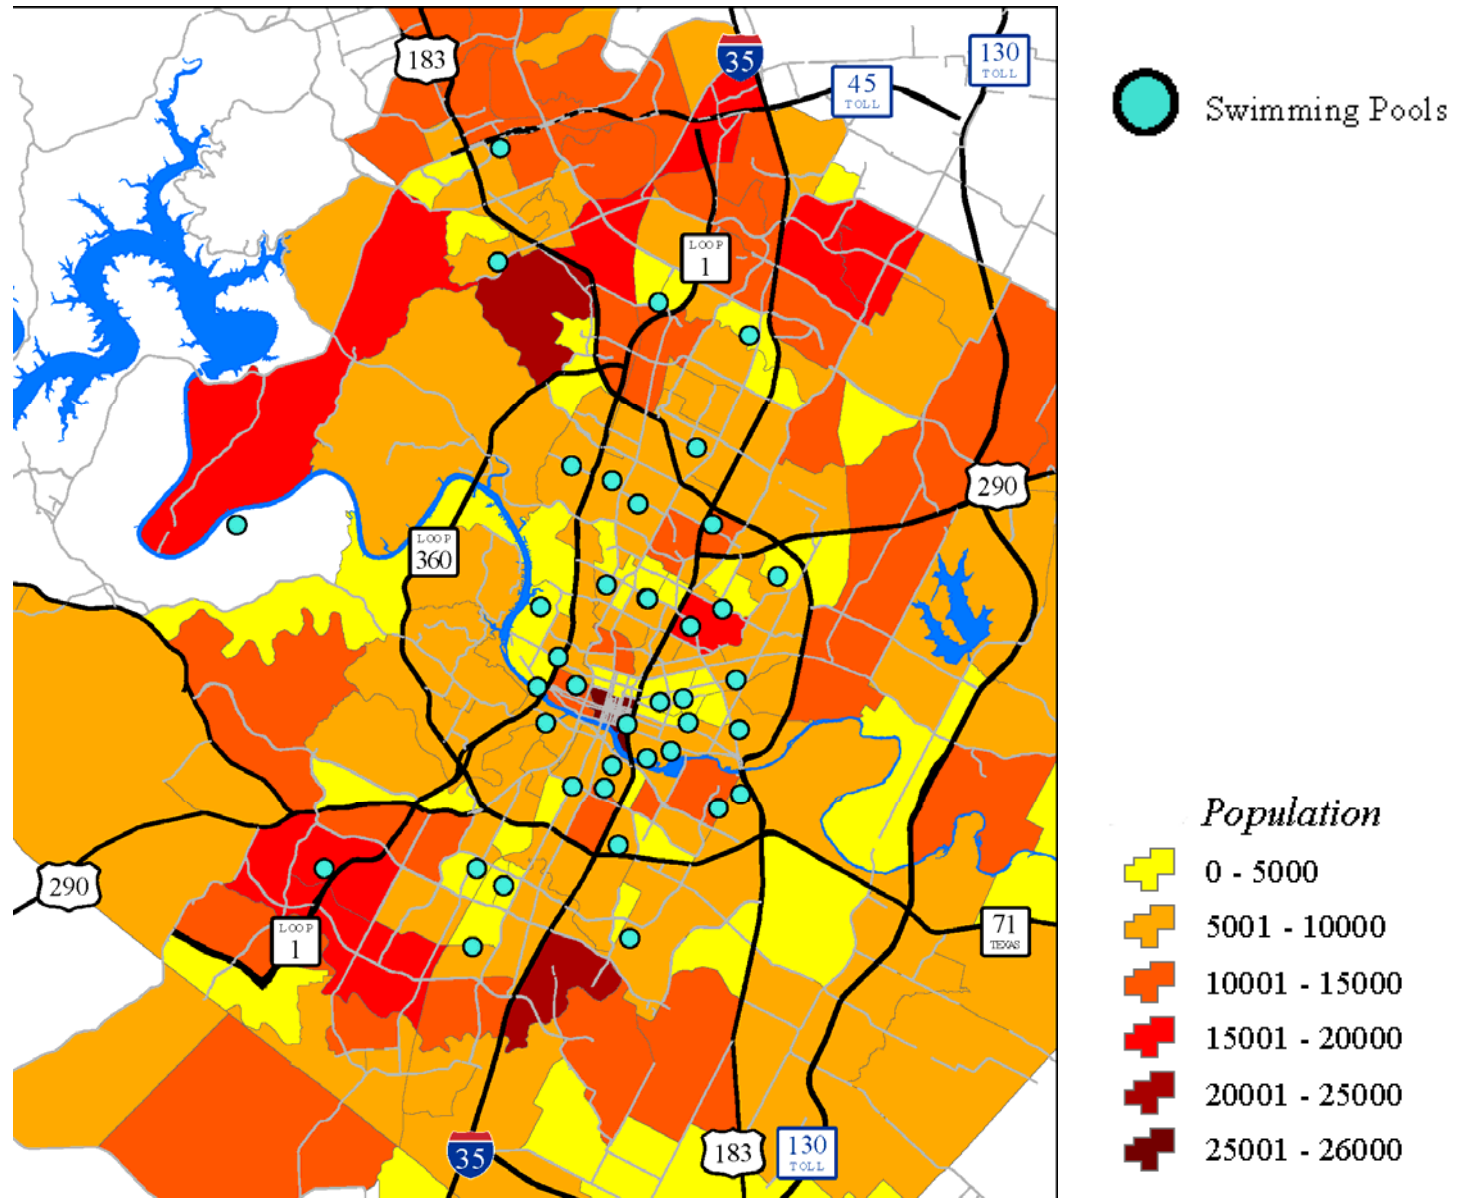 183
35
130
TOLL
45
TOLL
Swimming Pools
LOOP
1
290
LOOP
360
Population
0 - 5000
290
5001 - 10000
71
TEXAS
LOOP
1
10001 - 15000
15001 - 20000
20001 - 25000
35
183
130
TOLL
25001 - 26000